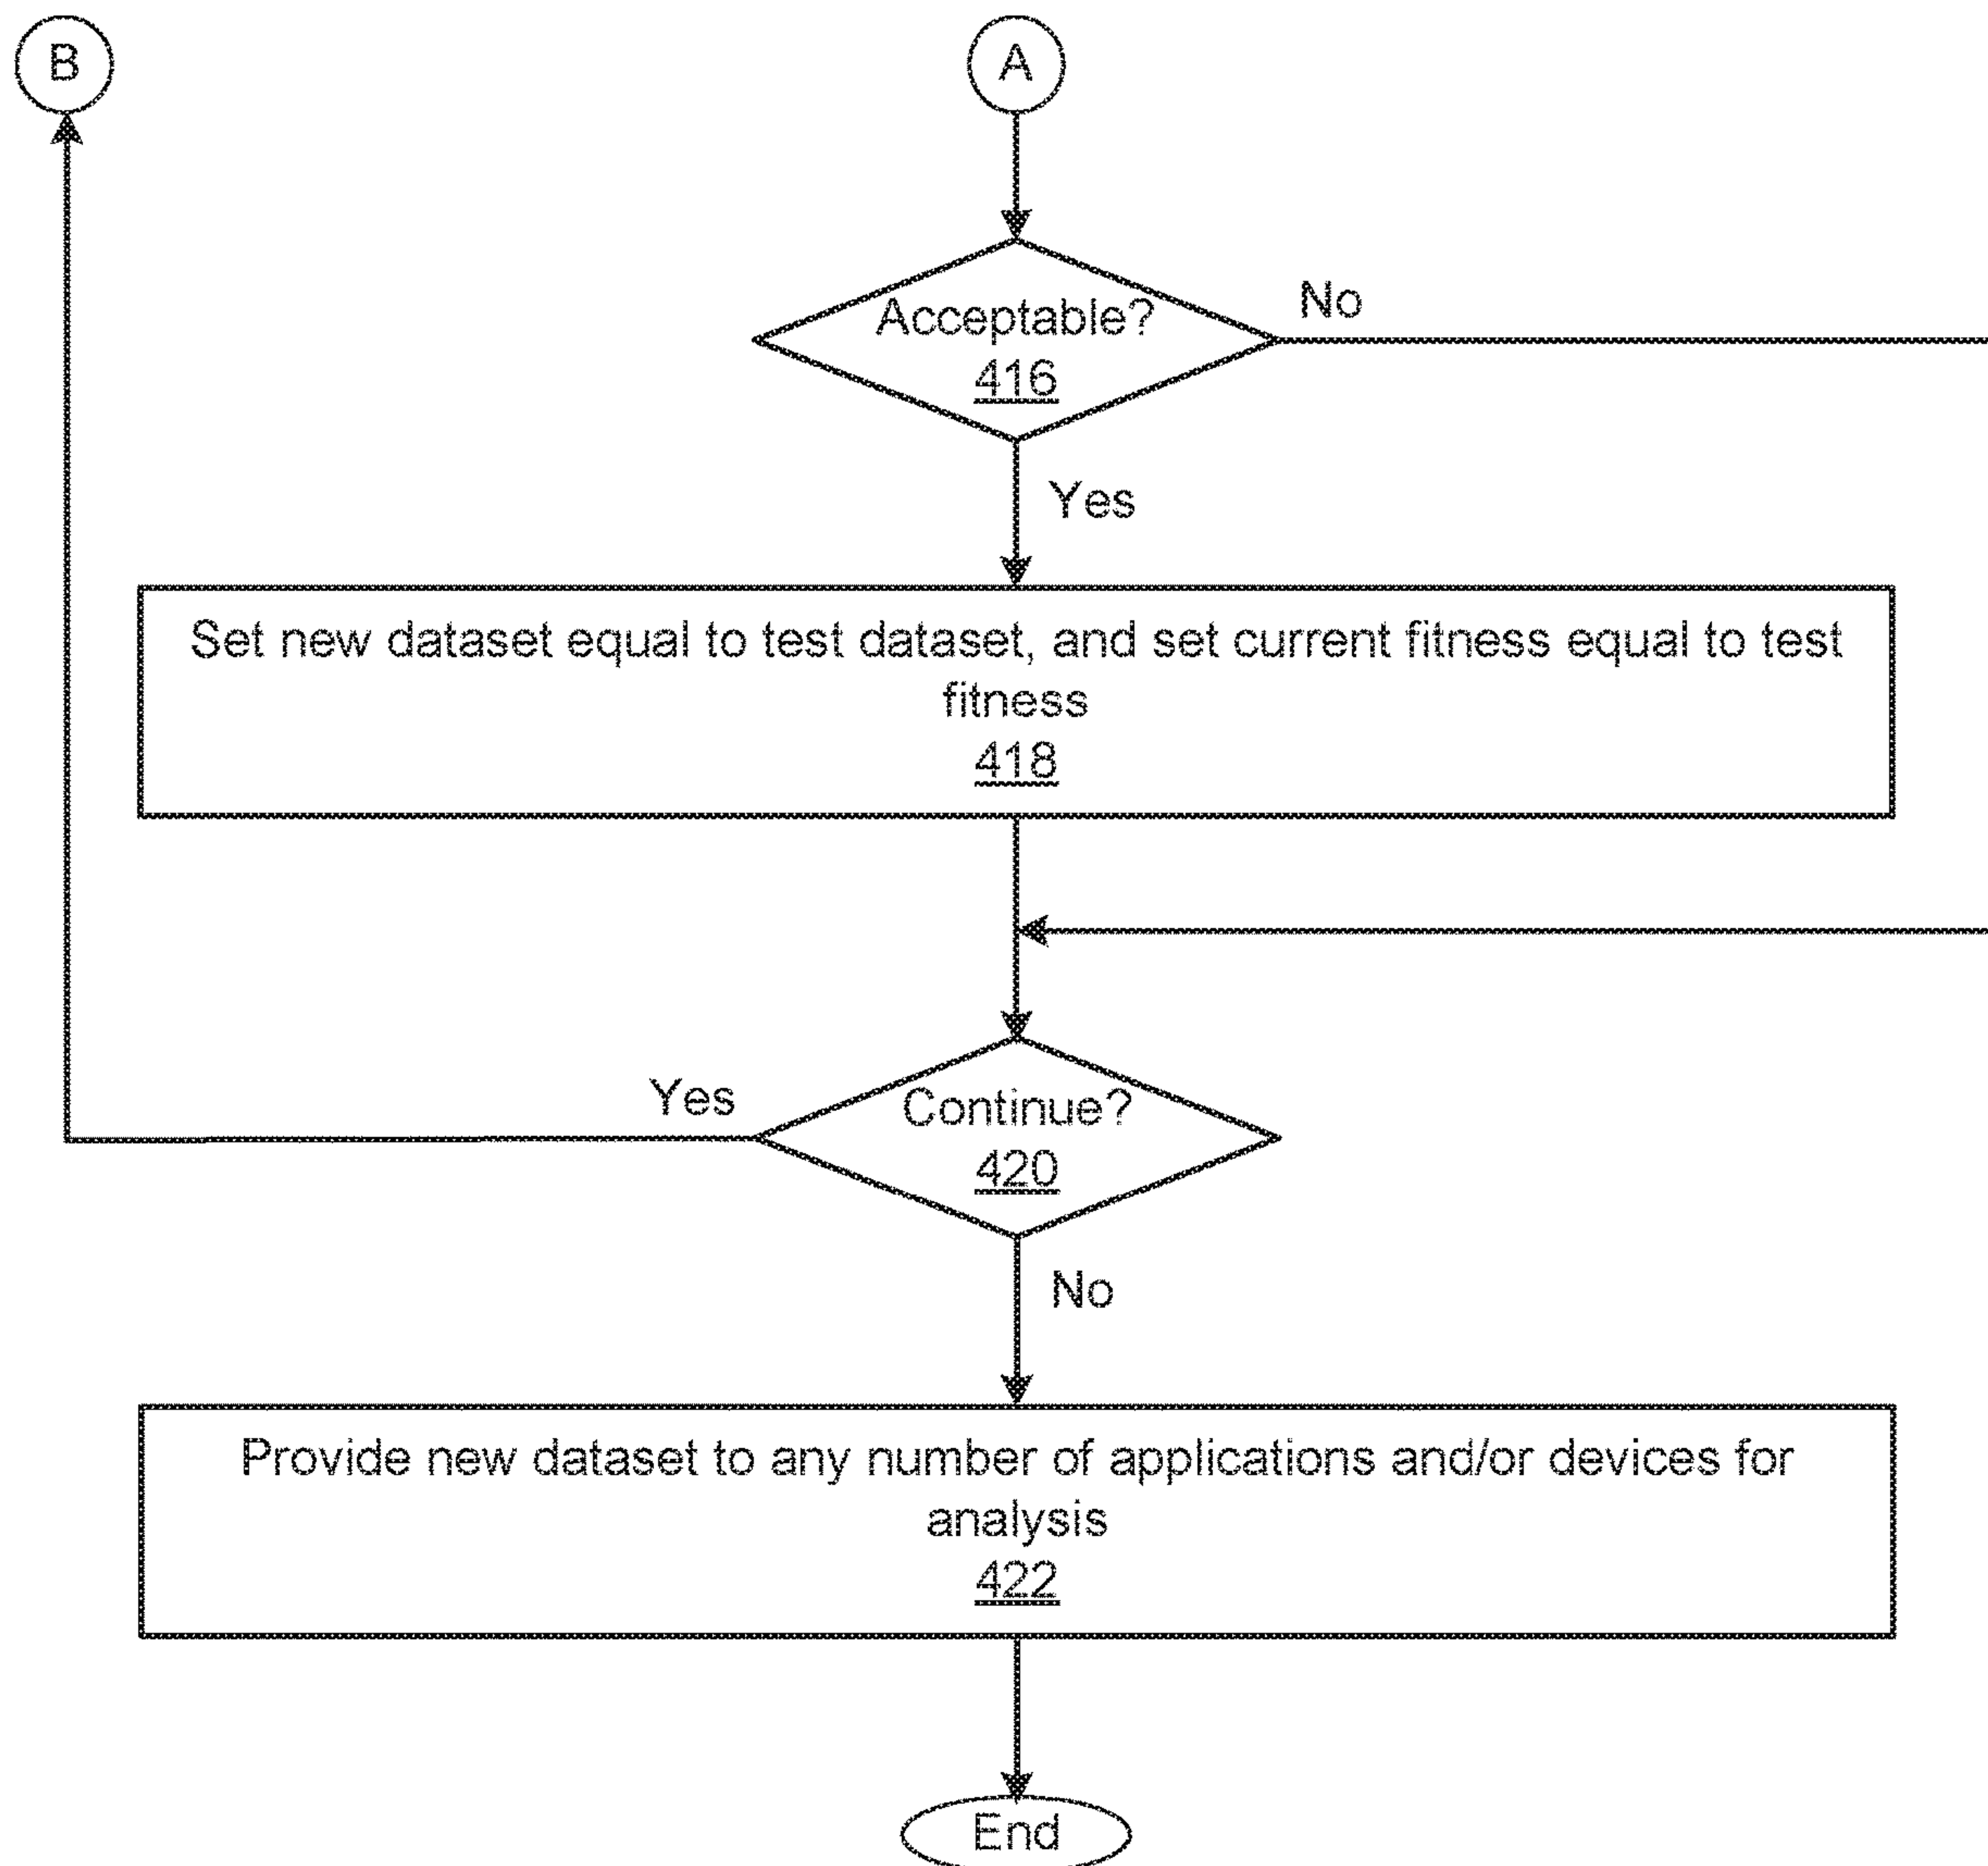 B
A
Acceptable?
416
No
Yes
Set new dataset equal to test dataset, and set current fitness equal to test
fitness
418
Yes
Continue?
420
No
Provide new dataset to any number of applications and/or devices for
analysis
422
End